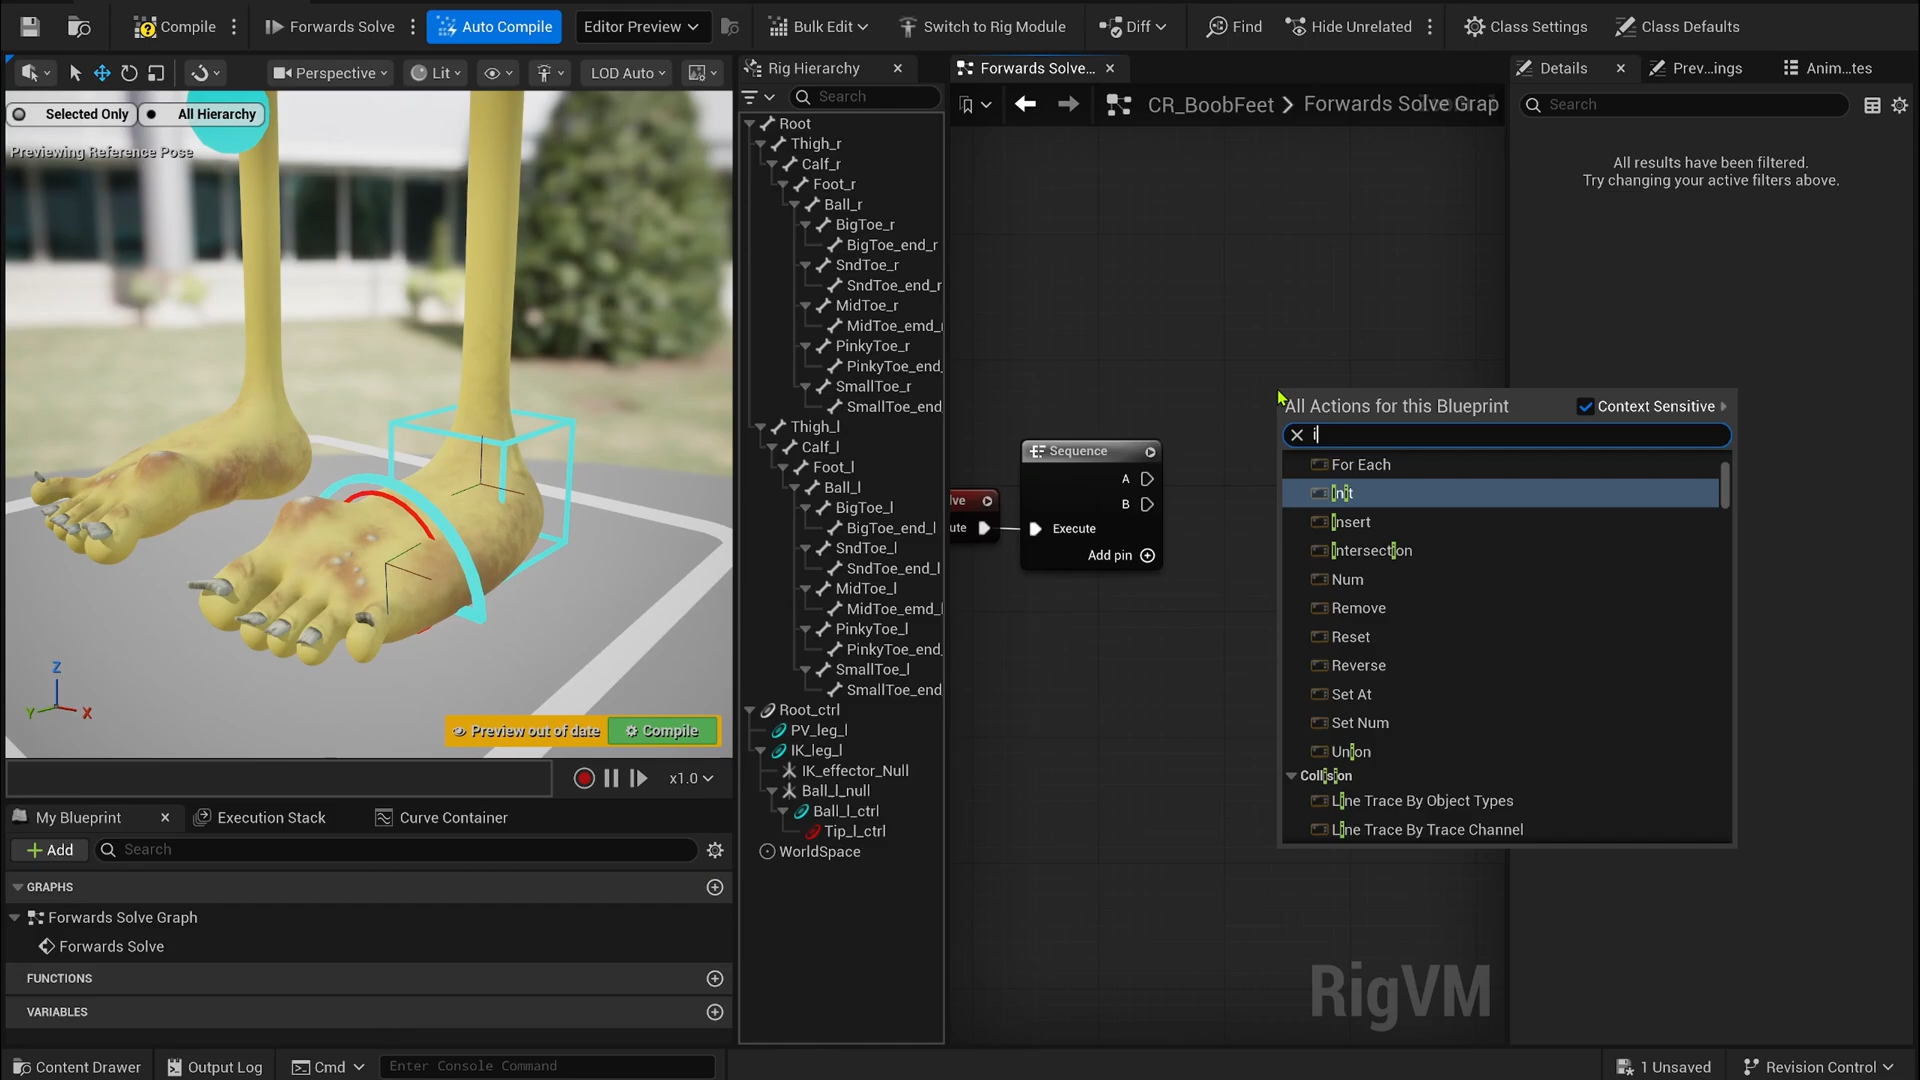 Compile
Forwards Solve
Auto Compile
Editor Preview
Bulk Edit
Switch to Rig Module
Diff
Find
Hide Unrelated
Class Settings
Class Defaults
Perspective
Lit
LOD Auto
Selected Only
All Hierarchy
Previewing Reference Pose
Z
Y
X
Preview out of date
Compile
x1.0
Rig Hierarchy
Search
Root
Thigh_r
Calf_r
Foot_r
Ball_r
BigToe_r
BigToe_end_r
SndToe_r
SndToe_end_r
MidToe_r
MidToe_emd_
PinkyToe_r
PinkyToe_end_
SmallToe_r
SmallToe_end
Thigh_l
Calf_l
Foot_l
Ball_l
BigToe_l
BigToe_end_l
SndToe_l
SndToe_end_l
MidToe_l
MidToe_emd_l
PinkyToe_l
PinkyToe_end_
SmallToe_l
SmallToe_end
Root_ctrl
PV_leg_l
IK_leg_l
IK_effector_Null
Ball_l_null
Ball_l_ctrl
Tip_l_ctrl
WorldSpace
Forwards Solve...
CR_BoobFeet > Forwards Solve Grap
lve
ute
Sequence
A
B
Execute
Add pin
All Actions for this Blueprint
Context Sensitive
i
For Each
Init
Insert
Intersection
Num
Remove
Reset
Reverse
Set At
Set Num
Union
Collision
Line Trace By Object Types
Line Trace By Trace Channel
RigVM
Details
Prev...ings
Anim...tes
Search
All results have been filtered.
Try changing your active filters above.
My Blueprint
Execution Stack
Curve Container
Add
Search
GRAPHS
Forwards Solve Graph
Forwards Solve
FUNCTIONS
VARIABLES
Content Drawer
Output Log
Cmd
Enter Console Command
1 Unsaved
Revision Control